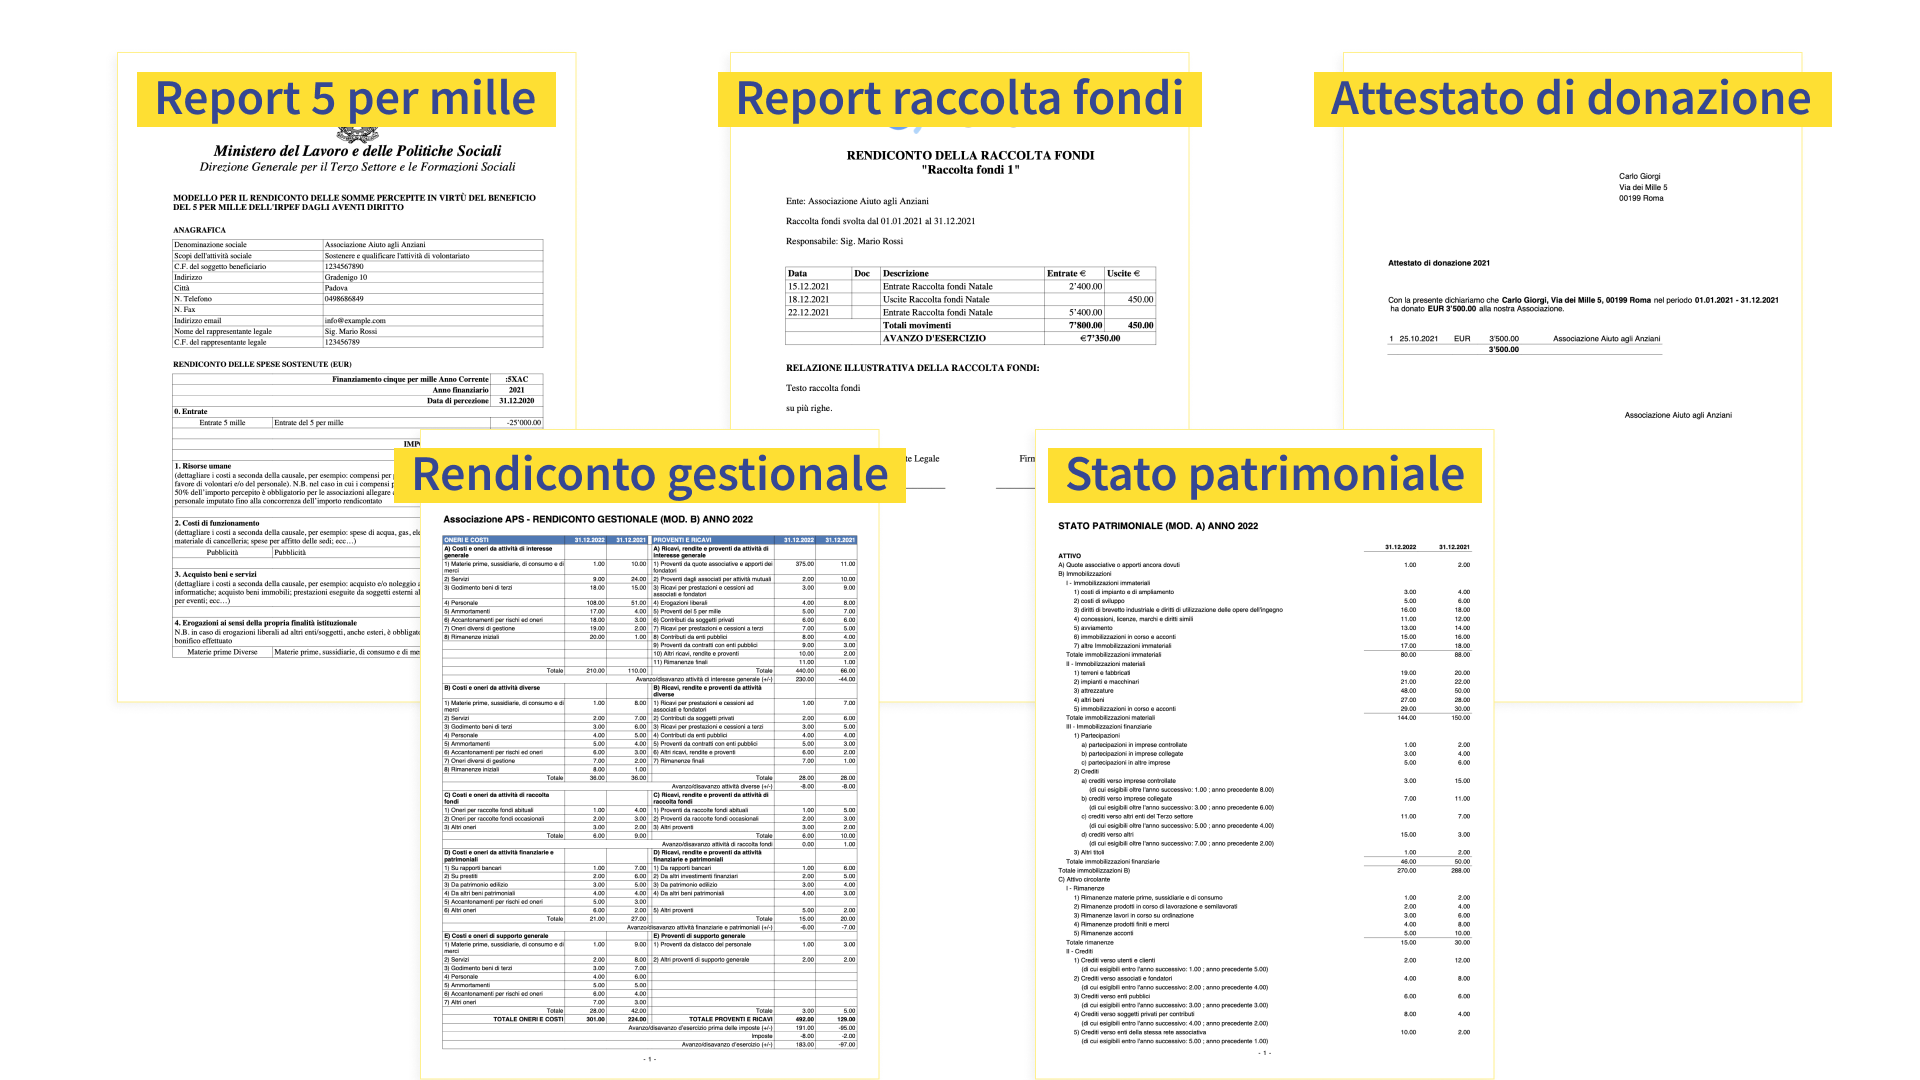 Report 5 per mille
Ministero del Lavoro e delle Politiche Sociali
Direzione Generale per il Terzo Settore e le Formazioni Sociali
MODELLO PER IL RENDICONTO DELLE SOMME PERCEPITE IN VIRTÙ DEL BENEFICIO
DEL 5 PER MILLE DELL'IRPEF DAGLI AVENTI DIRITTO
ANAGRAFICA
Denominazione sociale Associazione Aiuto agli Anziani
Scopi dell'attività sociale Sostenere e qualificare l'attività di volontariato
C.F. del soggetto beneficiario 1234567890
Indirizzo Gradenigo 10
Città Padova
N. Telefono 0498686849
N. Fax
Indirizzo email info@example.com
Nome del rappresentante legale Sig. Mario Rossi
C.F. del rappresentante legale 123456789
RENDICONTO DELLE SPESE SOSTENUTE (EUR)
Finanziamento cinque per mille Anno Corrente :5XAC
Anno finanziario 2021
Data di percezione 31.12.2020
0. Entrate
Entrate 5 mille Entrate del 5 per mille -25'000.00
1. Risorse umane
(dettagliare i costi a seconda della causale, per esempio: compensi per
favore di volontari e/o del personale). N.B. nel caso in cui i compensi
50% dell'importo percepito è obbligatorio per le associazioni allegare
personale imputato fino alla concorrenza dell'importo rendicontato
2. Costi di funzionamento
(dettagliare i costi a seconda della causale, per esempio: spese di acqua, gas,
materiale di cancelleria; spese per affitto delle sedi; ecc…)
Pubblicità Pubblicità
3. Acquisto beni e servizi
(dettagliare i costi a seconda della causale, per esempio: acquisto e/o noleggio
informatiche; acquisto beni immobili; prestazioni eseguite da soggetti esterni
per eventi; ecc…)
4. Erogazioni ai sensi della propria finalità istituzionale
N.B. in caso di erogazioni liberali ad altri enti/soggetti, anche esteri, è
bonifico effettuato
Materie prime Diverse Materie prime, sussidiarie, di consumo e di
Report raccolta fondi
RENDICONTO DELLA RACCOLTA FONDI
"Raccolta fondi 1"
Ente: Associazione Aiuto agli Anziani
Raccolta fondi svolta dal 01.01.2021 al 31.12.2021
Responsabile: Sig. Mario Rossi
Data Doc Descrizione Entrate € Uscite €
15.12.2021 Entrate Raccolta fondi Natale 2'400.00
18.12.2021 Uscite Raccolta fondi Natale 450.00
22.12.2021 Entrate Raccolta fondi Natale 5'400.00
Totali movimenti 7'800.00 450.00
AVANZO D'ESERCIZIO €7'350.00
RELAZIONE ILLUSTRATIVA DELLA RACCOLTA FONDI:
Testo raccolta fondi
su più righe.
Legale
Attestato di donazione
Carlo Giorgi
Via dei Mille 5
00199 Roma
Attestato di donazione 2021
Con la presente dichiariamo che Carlo Giorgi, Via dei Mille 5, 00199 Roma nel periodo 01.01.2021 - 31.12.2021
ha donato EUR 3'500.00 alla nostra Associazione.
1 25.10.2021 EUR 3'500.00 Associazione Aiuto agli Anziani
3'500.00
Associazione Aiuto agli Anziani
Rendiconto gestionale
Associazione APS - RENDICONTO GESTIONALE (MOD. B) ANNO 2022
ONERI E COSTI 31.12.2022 31.12.2021 PROVENTI E RICAVI 31.12.2022 31.12.2021
A) Costi e oneri da attività di interesse A) Ricavi, rendite e proventi da attività di
generale interesse generale
1) Materie prime, sussidiarie, di consumo e di 1.00 10.00 1) Proventi da quote associative e apporti dei 375.00 11.00
merci fondatori
2) Servizi 9.00 24.00 2) Proventi dagli associati per attività mutuali 2.00 10.00
3) Godimento beni di terzi 18.00 15.00 3) Ricavi per prestazioni e cessioni ad 3.00 9.00
associati e fondatori
4) Personale 108.00 51.00 4) Erogazioni liberali 4.00 8.00
5) Ammortamenti 17.00 4.00 5) Proventi del 5 per mille 5.00 7.00
6) Accantonamenti per rischi ed oneri 18.00 3.00 6) Contributi da soggetti privati 6.00 6.00
7) Oneri diversi di gestione 19.00 2.00 7) Ricavi per prestazioni e cessioni a terzi 7.00 5.00
8) Rimanenze iniziali 20.00 1.00 8) Contributi da enti pubblici 8.00 4.00
9) Proventi da contratti con enti pubblici 9.00 3.00
10) Altri ricavi, rendite e proventi 10.00 2.00
11) Rimanenze finali 11.00 1.00
Totale 210.00 110.00 Totale 440.00 66.00
Avanzo/disavanzo attività di interesse generale (+/-) 230.00 -44.00
B) Costi e oneri da attività diverse B) Ricavi, rendite e proventi da attività
diverse
1) Materie prime, sussidiarie, di consumo e di 1.00 8.00 1) Ricavi per prestazioni e cessioni ad 1.00 7.00
merci associati e fondatori
2) Servizi 2.00 7.00 2) Contributi da soggetti privati 2.00 6.00
3) Godimento beni di terzi 3.00 6.00 3) Ricavi per prestazioni e cessioni a terzi 3.00 5.00
4) Personale 4.00 5.00 4) Contributi da enti pubblici 4.00 4.00
5) Ammortamenti 5.00 4.00 5) Proventi da contratti con enti pubblici 5.00 3.00
6) Accantonamenti per rischi ed oneri 6.00 3.00 6) Altri ricavi, rendite e proventi 6.00 2.00
7) Oneri diversi di gestione 7.00 2.00 7) Rimanenze finali 7.00 1.00
8) Rimanenze iniziali 8.00 1.00
Totale 36.00 36.00 Totale 28.00 28.00
Avanzo/disavanzo attività diverse (+/-) -8.00 -8.00
C) Costi e oneri da attività di raccolta C) Ricavi, rendite e proventi da attività di
fondi raccolta fondi
1) Oneri per raccolte fondi abituali 1.00 4.00 1) Proventi da raccolte fondi abituali 1.00 5.00
2) Oneri per raccolte fondi occasionali 2.00 3.00 2) Proventi da raccolte fondi occasionali 2.00 3.00
3) Altri oneri 3.00 2.00 3) Altri proventi 3.00 2.00
Totale 6.00 9.00 Totale 6.00 10.00
Avanzo/disavanzo attività di raccolta fondi 0.00 1.00
D) Costi e oneri da attività finanziarie e D) Ricavi, rendite e proventi da attività
patrimoniali finanziarie e patrimoniali
1) Su rapporti bancari 1.00 7.00 1) Da rapporti bancari 1.00 6.00
2) Su prestiti 2.00 6.00 2) Da altri investimenti finanziari 2.00 5.00
3) Da patrimonio edilizio 3.00 5.00 3) Da patrimonio edilizio 3.00 4.00
4) Da altri beni patrimoniali 4.00 4.00 4) Da altri beni patrimoniali 4.00 3.00
5) Accantonamenti per rischi ed oneri 5.00 3.00
6) Altri oneri 6.00 2.00 5) Altri proventi 5.00 2.00
Totale 21.00 27.00 Totale 15.00 20.00
Avanzo/disavanzo attività finanziarie e patrimoniali (+/-) -6.00 -7.00
E) Costi e oneri di supporto generale E) Proventi di supporto generale
1) Materie prime, sussidiarie, di consumo e di 1.00 9.00 1) Proventi da distacco del personale 1.00 3.00
merci
2) Servizi 2.00 8.00 2) Altri proventi di supporto generale 2.00 2.00
3) Godimento beni di terzi 3.00 7.00
4) Personale 4.00 6.00
5) Ammortamenti 5.00 5.00
6) Accantonamenti per rischi ed oneri 6.00 4.00
7) Altri oneri 7.00 3.00
Totale 28.00 42.00 Totale 3.00 5.00
TOTALE ONERI E COSTI 301.00 224.00 TOTALE PROVENTI E RICAVI 492.00 129.00
Avanzo/disavanzo d'esercizio prima delle imposte (+/-) 191.00 -95.00
Imposte -8.00 -2.00
Avanzo/disavanzo d'esercizio (+/-) 183.00 -97.00
- 1 -
Stato patrimoniale
STATO PATRIMONIALE (MOD. A) ANNO 2022
31.12.2022 31.12.2021
ATTIVO
A) Quote associative o apporti ancora dovuti 1.00 2.00
B) Immobilizzazioni
I - Immobilizzazioni immateriali
1) costi di impianto e di ampliamento 3.00 4.00
2) costi di sviluppo 5.00 6.00
3) diritti di brevetto industriale e diritti di utilizzazione delle opere dell'ingegno 16.00 18.00
4) concessioni, licenze, marchi e diritti simili 11.00 12.00
5) avviamento 13.00 14.00
6) immobilizzazioni in corso e acconti 15.00 16.00
7) altre Immobilizzazioni immateriali 17.00 18.00
Totale immobilizzazioni immateriali 80.00 88.00
II - Immobilizzazioni materiali
1) terreni e fabbricati 19.00 20.00
2) impianti e macchinari 21.00 22.00
3) attrezzature 48.00 50.00
4) altri beni 27.00 28.00
5) immobilizzazioni in corso e acconti 29.00 30.00
Totale immobilizzazioni materiali 144.00 150.00
III - Immobilizzazioni finanziarie
1) Partecipazioni
a) partecipazioni in imprese controllate 1.00 2.00
b) partecipazioni in imprese collegate 3.00 4.00
c) partecipazioni in altre imprese 5.00 6.00
2) Crediti
a) crediti verso imprese controllate 3.00 15.00
(di cui esigibili oltre l'anno successivo: 1.00 ; anno precedente 8.00)
b) crediti verso imprese collegate 7.00 11.00
(di cui esigibili oltre l'anno successivo: 3.00 ; anno precedente 6.00)
c) crediti verso altri enti del Terzo settore 11.00 7.00
(di cui esigibili oltre l'anno successivo: 5.00 ; anno precedente 4.00)
d) crediti verso altri 15.00 3.00
(di cui esigibili oltre l'anno successivo: 7.00 ; anno precedente 2.00)
3) Altri titoli 1.00 2.00
Totale immobilizzazioni finanziarie 46.00 50.00
Totale immobilizzazioni B) 270.00 288.00
C) Attivo circolante
I - Rimanenze
1) Rimanenze materie prime, sussidiarie e di consumo 1.00 2.00
2) Rimanenze prodotti in corso di lavorazione e semilavorati 2.00 4.00
3) Rimanenze lavori in corso su ordinazione 3.00 6.00
4) Rimanenze prodotti finiti e merci 4.00 8.00
5) Rimanenze acconti 5.00 10.00
Totale rimanenze 15.00 30.00
II - Crediti
1) Crediti verso utenti e clienti 2.00 12.00
(di cui esigibili entro l'anno successivo: 1.00 ; anno precedente 5.00)
2) Crediti verso associati e fondatori 4.00 8.00
(di cui esigibili entro l'anno successivo: 2.00 ; anno precedente 4.00)
3) Crediti verso enti pubblici 6.00 6.00
(di cui esigibili entro l'anno successivo: 3.00 ; anno precedente 3.00)
4) Crediti verso soggetti privati per contributi 8.00 4.00
(di cui esigibili entro l'anno successivo: 4.00 ; anno precedente 2.00)
5) Crediti verso enti della stessa rete associativa 10.00 2.00
(di cui esigibili entro l'anno successivo: 5.00 ; anno precedente 1.00)
- 1 -